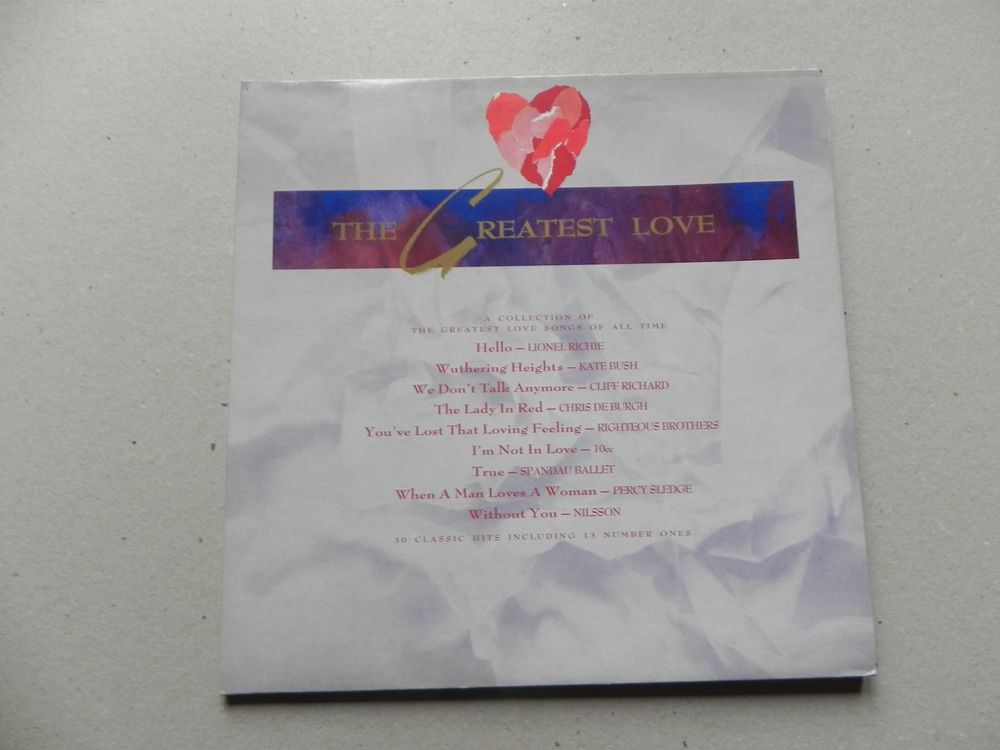 THE GREATEST LOVE
A COLLECTION OF
THE GREATEST LOVE SONGS OF ALL TIME
Hello – LIONEL RICHIE
Wuthering Heights – KATE BUSH
We Don't Talk Anymore – CLIFF RICHARD
The Lady In Red – CHRIS DE BURGH
You've Lost That Loving Feeling – RIGHTEOUS BROTHERS
I'm Not In Love – 10cc
True – SPANDAU BALLET
When A Man Loves A Woman – PERCY SLEDGE
Without You – NILSSON
30 CLASSIC HITS INCLUDING 13 NUMBER ONES